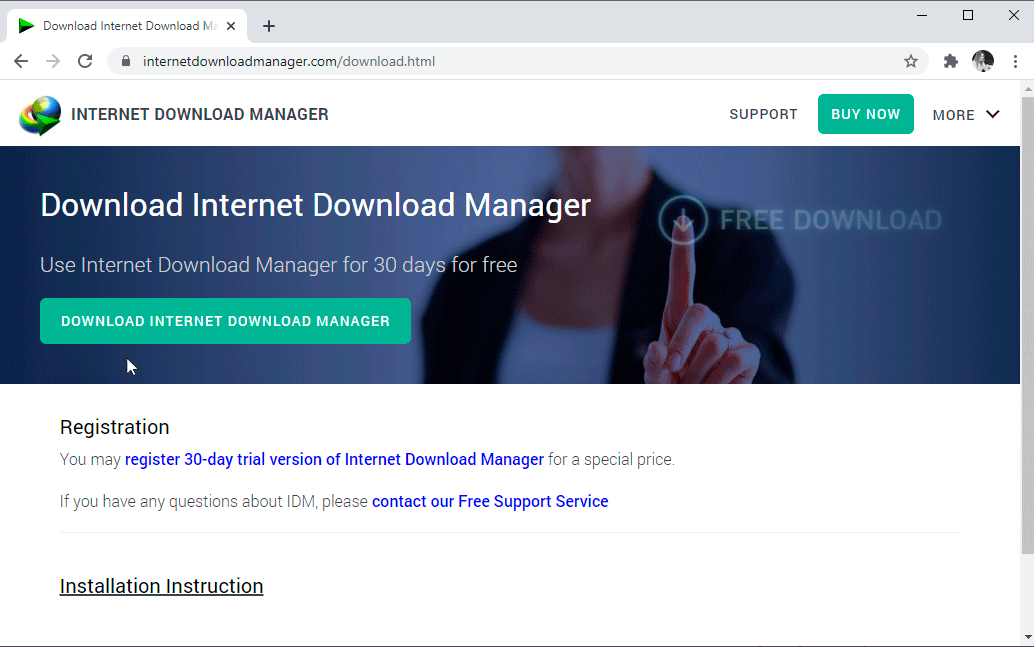 Download Internet Download Ma
internetdownloadmanager.com/download.html
INTERNET DOWNLOAD MANAGER
SUPPORT
BUY NOW
MORE
Download Internet Download Manager
FREE DOWNLOAD
Use Internet Download Manager for 30 days for free
DOWNLOAD INTERNET DOWNLOAD MANAGER
Registration
You may register 30-day trial version of Internet Download Manager for a special price.
If you have any questions about IDM, please contact our Free Support Service
Installation Instruction